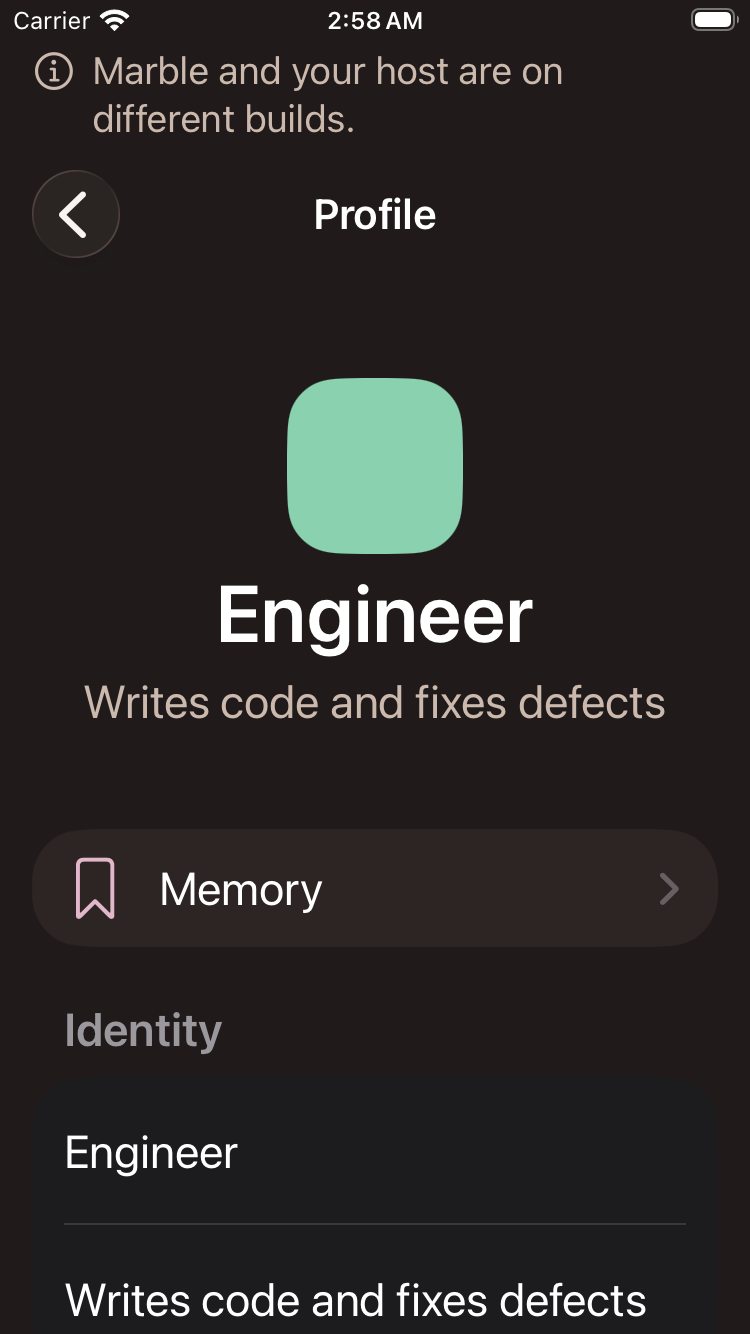 Carrier 2:58 AM
Marble and your host are on
different builds.
Profile
Engineer
Writes code and fixes defects
Memory
Identity
Engineer
Writes code and fixes defects